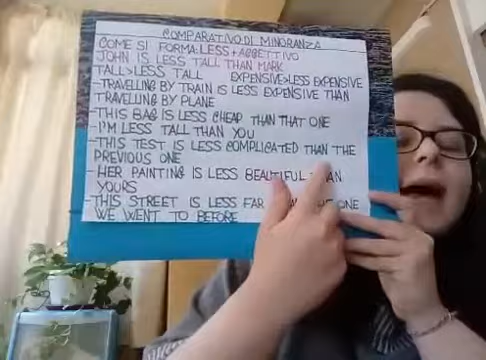 COMPARATIVO DI MINORANZA
COME SI FORMA: LESS + AGGETTIVO
JOHN IS LESS TALL THAN MARK
TALL>LESS TALL EXPENSIVE>LESS EXPENSIVE
-TRAVELLING BY TRAIN IS LESS EXPENSIVE THAN
TRAVELLING BY PLANE
-THIS BAG IS LESS CHEAP THAN THAT ONE
-I'M LESS TALL THAN YOU
-THIS TEST IS LESS COMPLICATED THAN THE
PREVIOUS ONE
-HER PAINTING IS LESS BEAUTIFUL THAN
YOURS
-THIS STREET IS LESS FAR ONE
WE WENT TO BEFORE